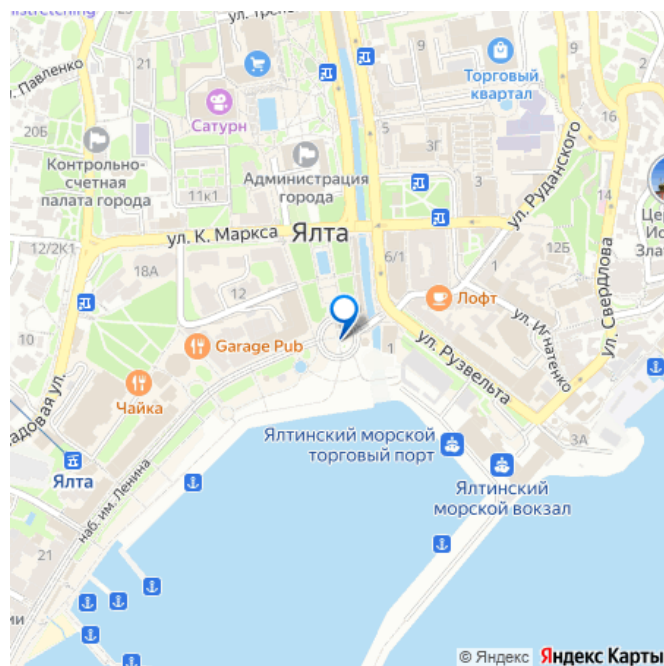 ул. Павленко
21
9
9
Торговый
квартал
Сатурн
20Б
5
16
3Г
Контрольно-
счетная
палата города
Администрация
города
3
11к1
14
ул. Руданского
ул. К. Маркса
Ялта
12/2К1
6/1
1
12Б
18А
12
Лофт
ул. Свердлова
ул. Игнатенко
10
Garage Pub
1
ул. Рузвельта
Чайка
Ялтинский морской
торговый порт
3А
Ялта
наб. им. Ленина
Ялтинский
морской вокзал
21
© Яндекс Яндекс Карты